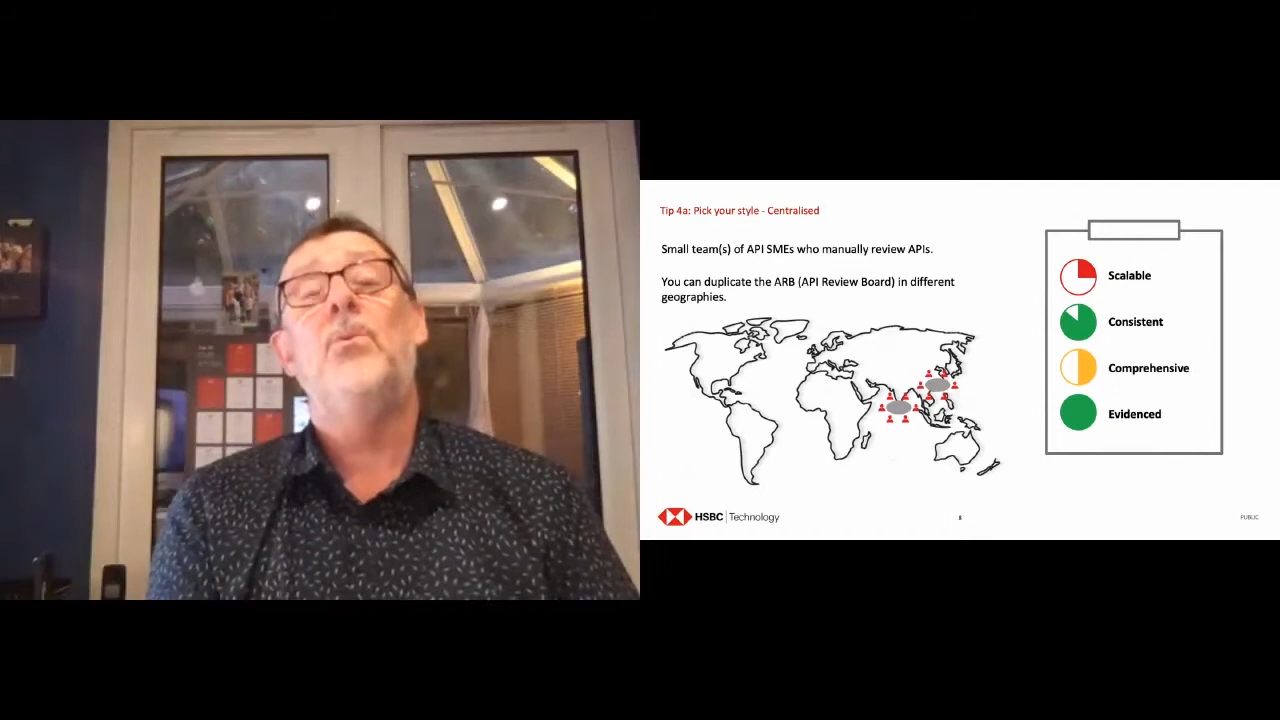 Tip 4a: Pick your style - Centralised
Small team(s) of API SMEs who manually review APIs.
You can duplicate the ARB (API Review Board) in different
geographies.
Scalable
Consistent
Comprehensive
Evidenced
HSBC | Technology
8
PUBLIC